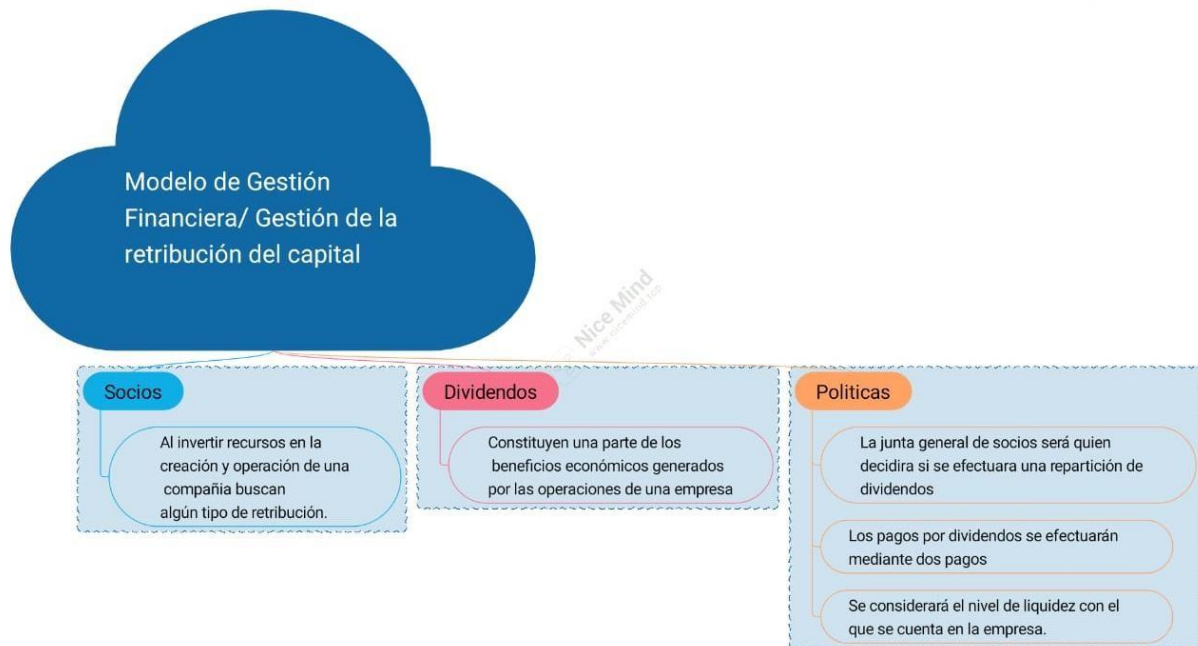 Modelo de Gestión
Financiera/ Gestión de la
retribución del capital
Nice Mind
www.nicemind.top
Socios
Al invertir recursos en la
creación y operación de una
compañia buscan
algún tipo de retribución.
Dividendos
Constituyen una parte de los
beneficios económicos generados
por las operaciones de una empresa
Politicas
La junta general de socios será quien
decidira si se efectuara una repartición de
dividendos
Los pagos por dividendos se efectuarán
mediante dos pagos
Se considerará el nivel de liquidez con el
que se cuenta en la empresa.